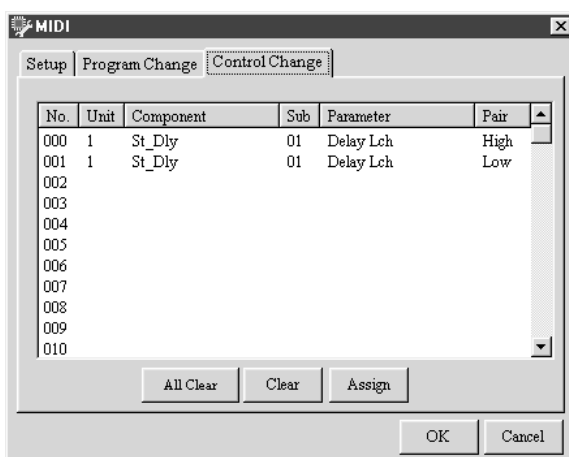 MIDI
Setup Program Change Control Change
No. Unit Component Sub Parameter Pair
000 1 St_Dly 01 Delay Lch High
001 1 St_Dly 01 Delay Lch Low
002
003
004
005
006
007
008
009
010
All Clear Clear Assign
OK Cancel